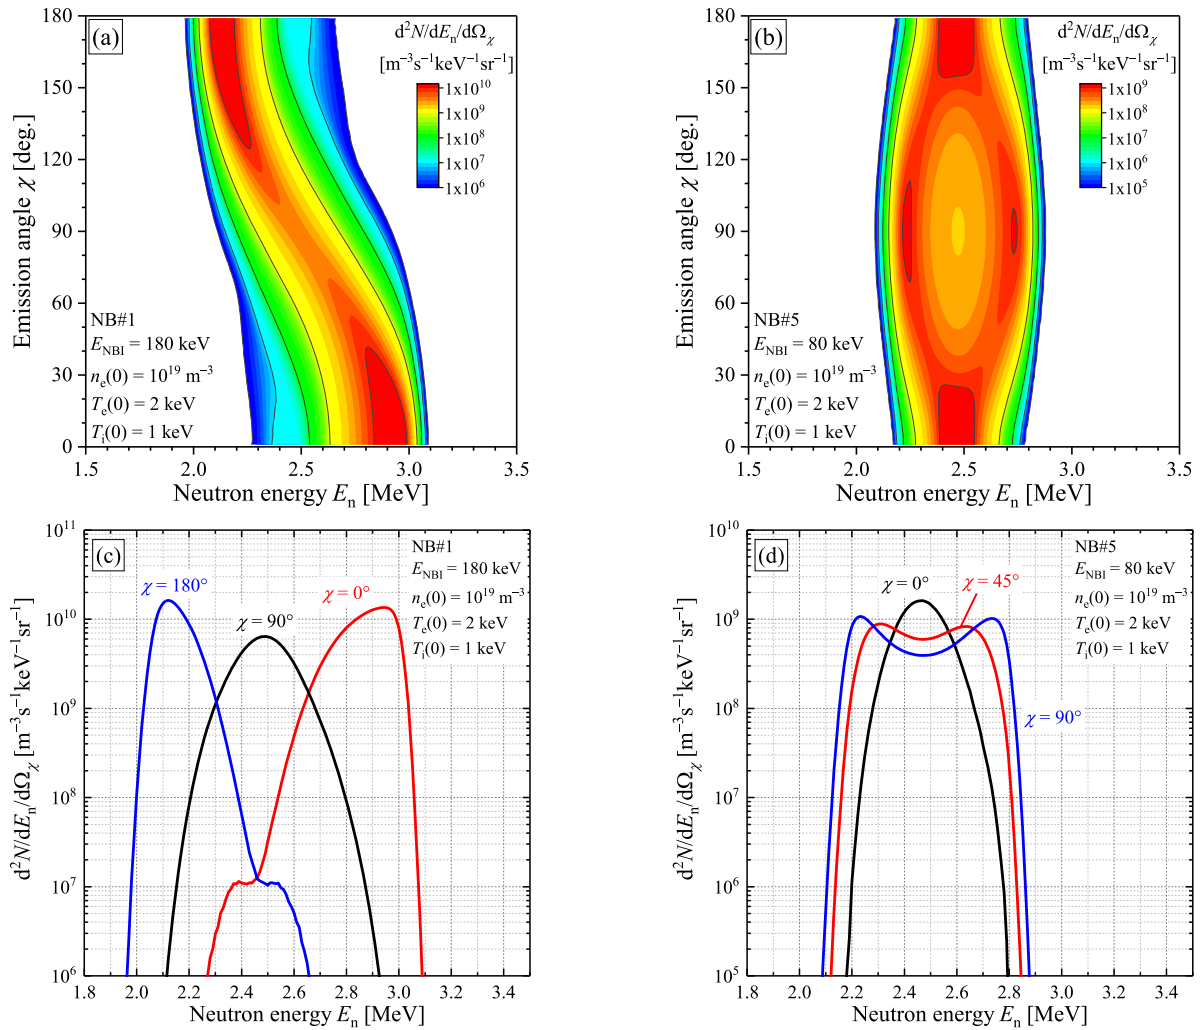 (a)
d²N/dEₙ/dΩ_χ
[m⁻³s⁻¹keV⁻¹sr⁻¹]
1x10¹⁰
1x10⁹
1x10⁸
1x10⁷
1x10⁶
NB#1
E_NBI = 180 keV
nₑ(0) = 10¹⁹ m⁻³
Tₑ(0) = 2 keV
Tᵢ(0) = 1 keV
180
150
120
90
60
30
0
Emission angle χ [deg.]
1.5 2.0 2.5 3.0 3.5
Neutron energy Eₙ [MeV]
(b)
d²N/dEₙ/dΩ_χ
[m⁻³s⁻¹keV⁻¹sr⁻¹]
1x10⁹
1x10⁸
1x10⁷
1x10⁶
1x10⁵
NB#5
E_NBI = 80 keV
nₑ(0) = 10¹⁹ m⁻³
Tₑ(0) = 2 keV
Tᵢ(0) = 1 keV
180
150
120
90
60
30
0
Emission angle χ [deg.]
1.5 2.0 2.5 3.0 3.5
Neutron energy Eₙ [MeV]
(c)
NB#1
E_NBI = 180 keV
nₑ(0) = 10¹⁹ m⁻³
Tₑ(0) = 2 keV
Tᵢ(0) = 1 keV
χ = 180°
χ = 0°
χ = 90°
10¹¹
10¹⁰
10⁹
10⁸
10⁷
10⁶
d²N/dEₙ/dΩ_χ [m⁻³s⁻¹keV⁻¹sr⁻¹]
1.8 2.0 2.2 2.4 2.6 2.8 3.0 3.2 3.4
Neutron energy Eₙ [MeV]
(d)
NB#5
E_NBI = 80 keV
nₑ(0) = 10¹⁹ m⁻³
Tₑ(0) = 2 keV
Tᵢ(0) = 1 keV
χ = 0°
χ = 45°
χ = 90°
10¹⁰
10⁹
10⁸
10⁷
10⁶
10⁵
d²N/dEₙ/dΩ_χ [m⁻³s⁻¹keV⁻¹sr⁻¹]
1.8 2.0 2.2 2.4 2.6 2.8 3.0 3.2 3.4
Neutron energy Eₙ [MeV]